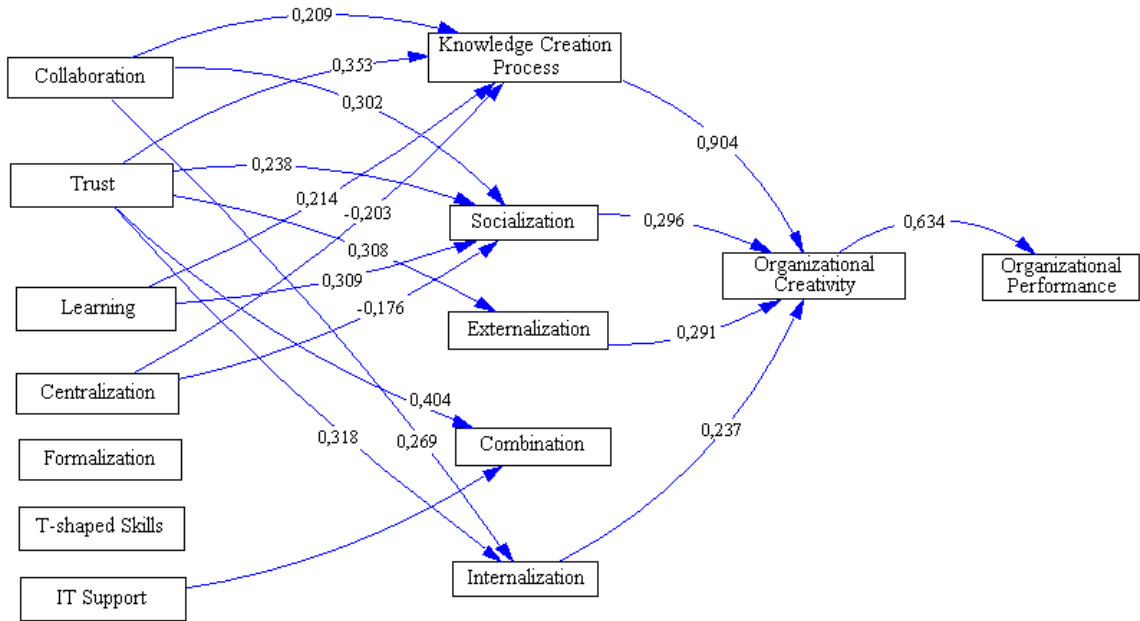 0,209
Knowledge Creation
Process
Collaboration
0,353
0,302
0,904
Trust
0,238
0,214
-0,203
Socialization
0,296
0,634
0,308
0,309
Organizational
Creativity
Organizational
Performance
Learning
-0,176
Externalization
0,291
Centralization
0,404
0,318
0,269
Combination
0,237
Formalization
T-shaped Skills
Internalization
IT Support